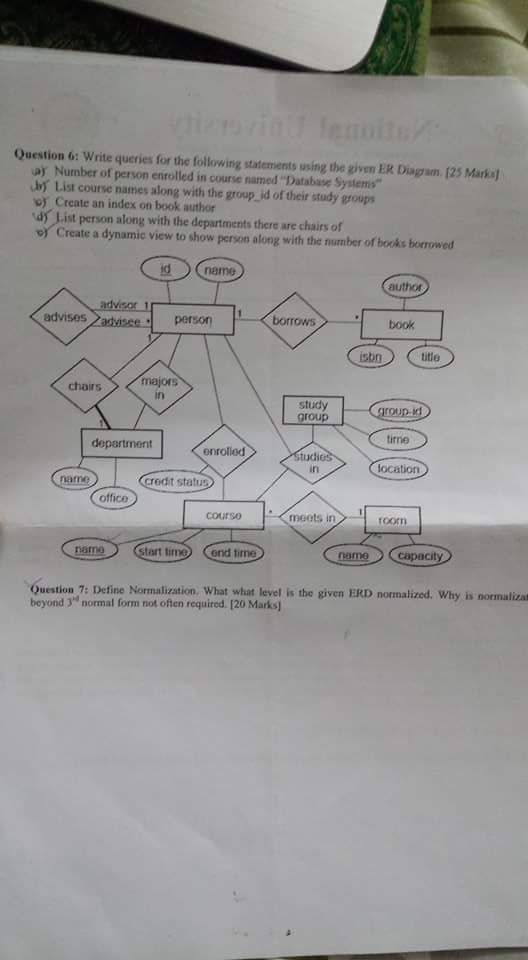 National University
Question 6: Write queries for the following statements using the given ER Diagram. [25 Marks]
a) Number of person enrolled in course named "Database Systems"
b) List course names along with the group_id of their study groups
c) Create an index on book author
d) List person along with the departments there are chairs of
e) Create a dynamic view to show person along with the number of books borrowed
id
name
author
advisor 1
advises
advisee *
person
1
borrows
*
book
1
isbn
title
chairs
majors
in
study
group
group-id
1
time
department
enrolled
studies
in
location
name
credit status
office
course
*
meets in
1
room
name
start time
end time
name
capacity
Question 7: Define Normalization. What what level is the given ERD normalized. Why is normalizat
beyond 3rd normal form not often required. [20 Marks]